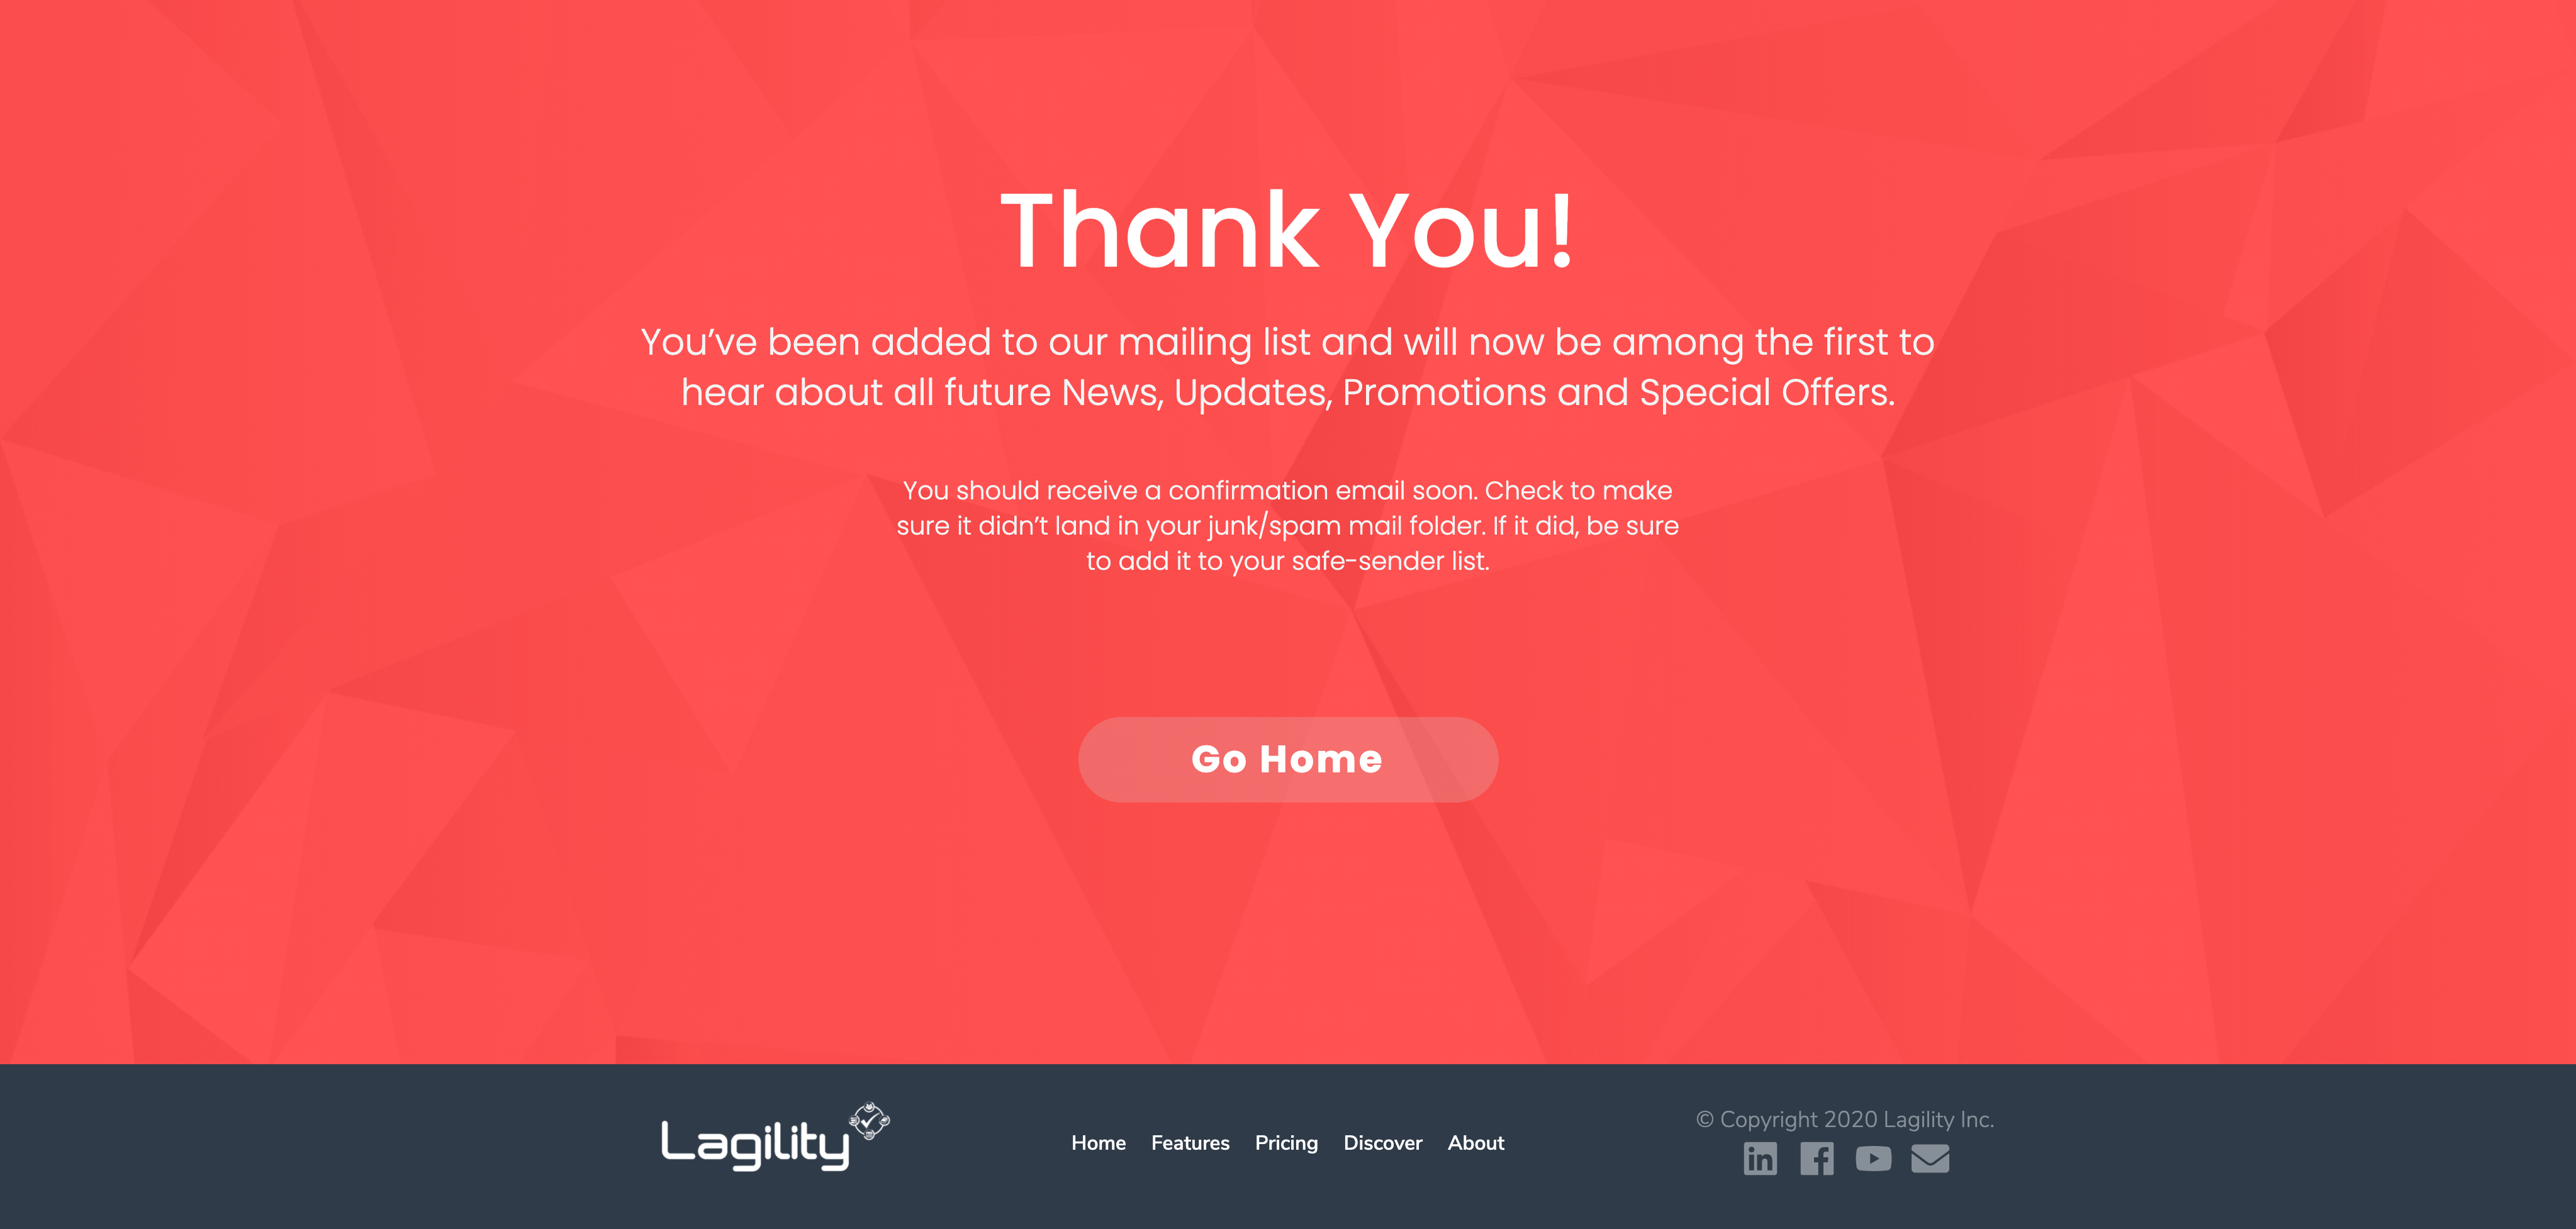 Thank You!
You’ve been added to our mailing list and will now be among the first to
hear about all future News, Updates, Promotions and Special Offers.
You should receive a confirmation email soon. Check to make
sure it didn’t land in your junk/spam mail folder. If it did, be sure
to add it to your safe-sender list.
Go Home
Lagility
Home Features Pricing Discover About
© Copyright 2020 Lagility Inc.